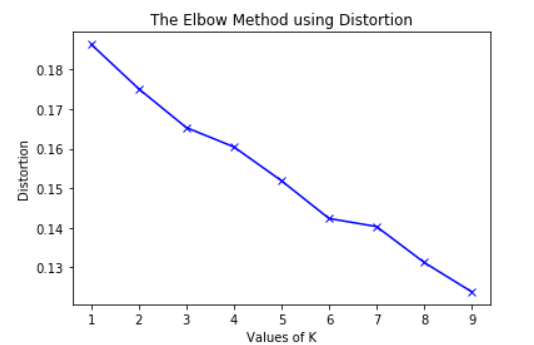 The Elbow Method using Distortion
0.18
0.17
0.16
0.15
0.14
0.13
Distortion
1 2 3 4 5 6 7 8 9
Values of K